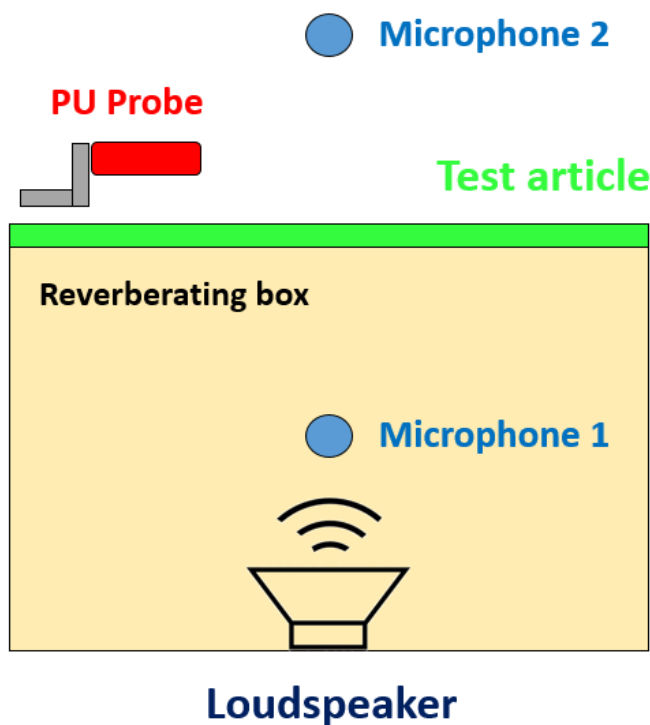 Microphone 2
PU Probe
Test article
Reverberating box
Microphone 1
Loudspeaker